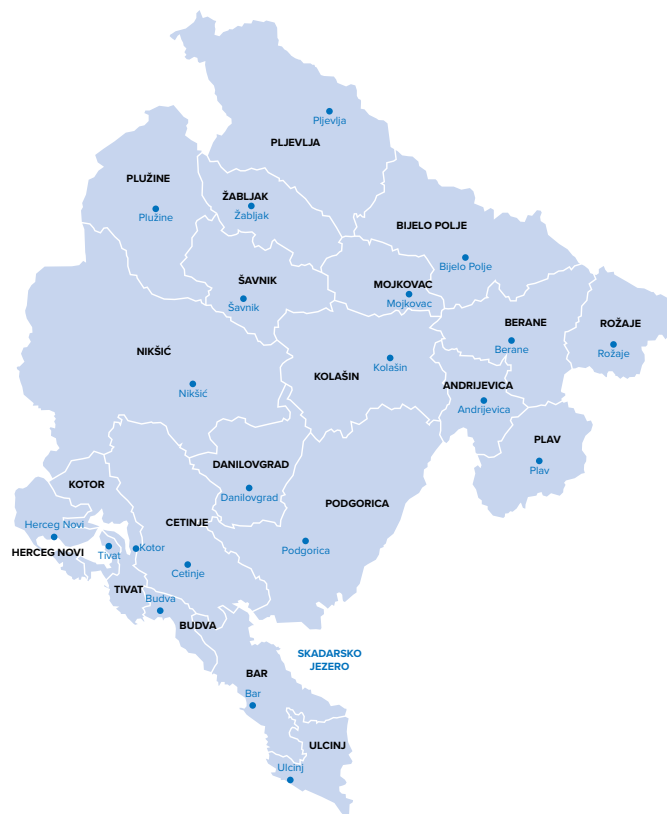 Pljevlja
PLJEVLJA
PLUŽINE
Plužine
ŽABLJAK
Žabljak
BIJELO POLJE
Bijelo Polje
ŠAVNIK
Šavnik
MOJKOVAC
Mojkovac
BERANE
Berane
ROŽAJE
Rožaje
NIKŠIĆ
Nikšić
KOLAŠIN
Kolašin
ANDRIJEVICA
Andrijevica
PLAV
Plav
DANILOVGRAD
Danilovgrad
KOTOR
PODGORICA
Podgorica
CETINJE
Cetinje
Herceg Novi
HERCEG NOVI
Tivat
Kotor
TIVAT
Budva
BUDVA
SKADARSKO
JEZERO
BAR
Bar
ULCINJ
Ulcinj